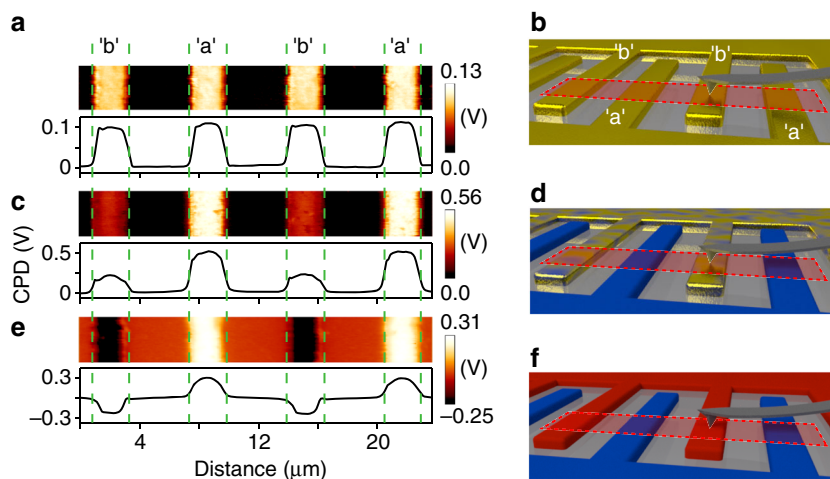 a
'b' 'a' 'b' 'a'
0.13
(V)
0.0
0.1
0
c
0.56
(V)
0.0
0.5
0
CPD (V)
e
0.31
(V)
−0.25
0.3
−0.3
4 12 20
Distance (μm)
b
'b' 'b'
'a' 'a'
d
f